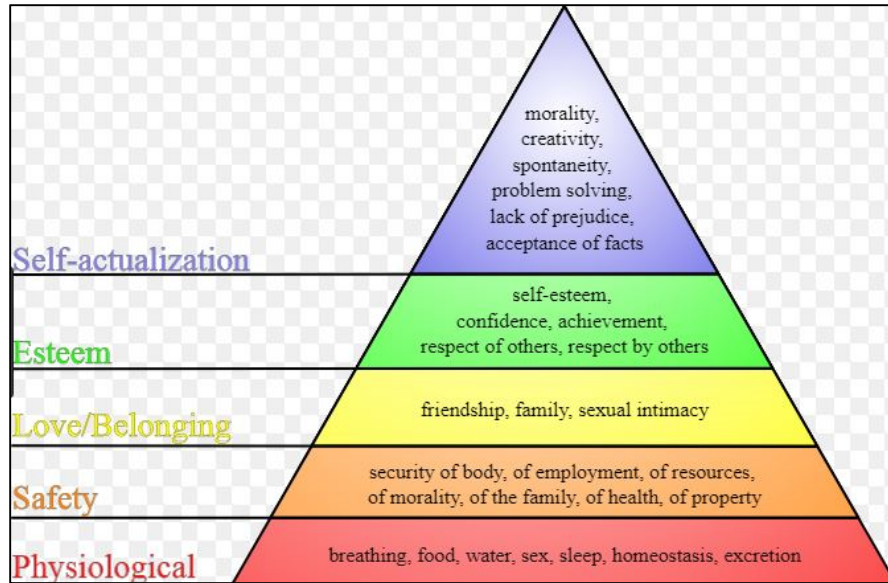 morality,
creativity,
spontaneity,
problem solving,
lack of prejudice,
acceptance of facts
Self-actualization
self-esteem,
confidence, achievement,
respect of others, respect by others
Esteem
friendship, family, sexual intimacy
Love/Belonging
security of body, of employment, of resources,
of morality, of the family, of health, of property
Safety
breathing, food, water, sex, sleep, homeostasis, excretion
Physiological